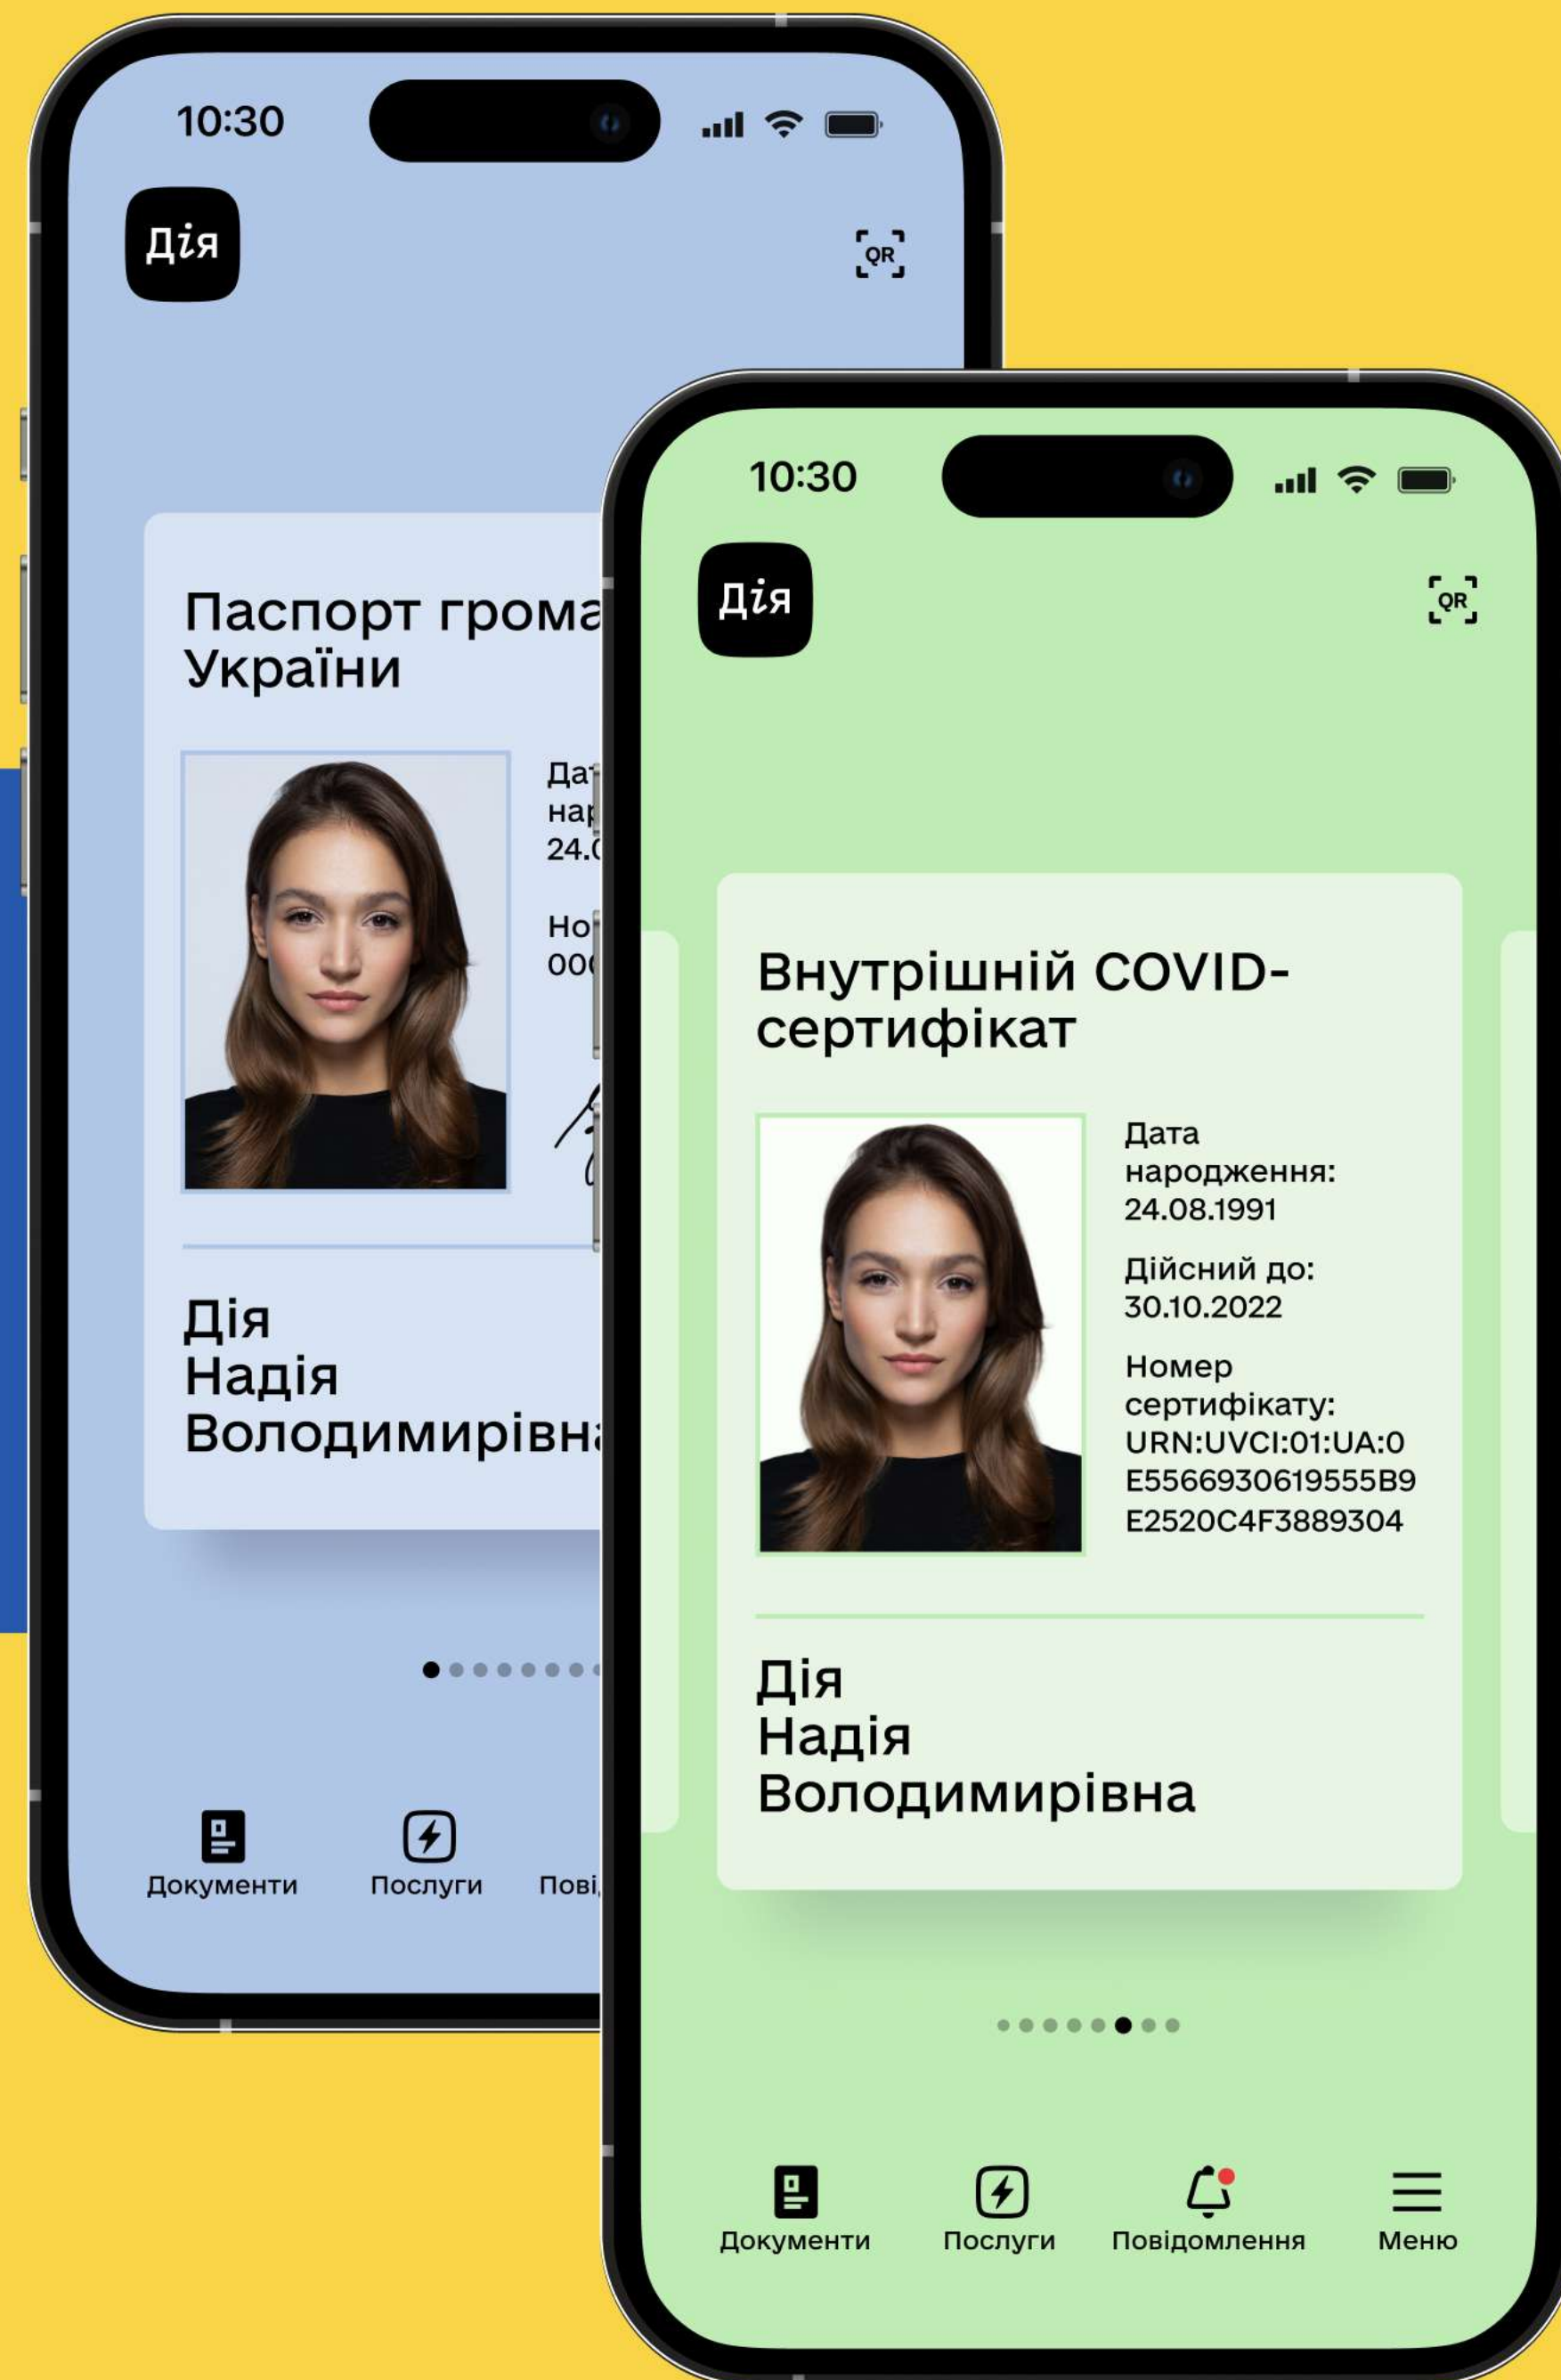 10:30
Дія
QR
Паспорт
України
24.
Дія
Надія
Документи
Послуги
10:30
Дія
QR
Внутрішній COVID-
сертифікат
Дата
народження:
24.08.1991
Дійсний до:
30.10.2022
Номер
сертифікату:
URN:UVCI:01:UA:0
E5566930619555B9
E2520C4F3889304
Дія
Надія
Володимирівна
Документи
Послуги
Повідомлення
Меню